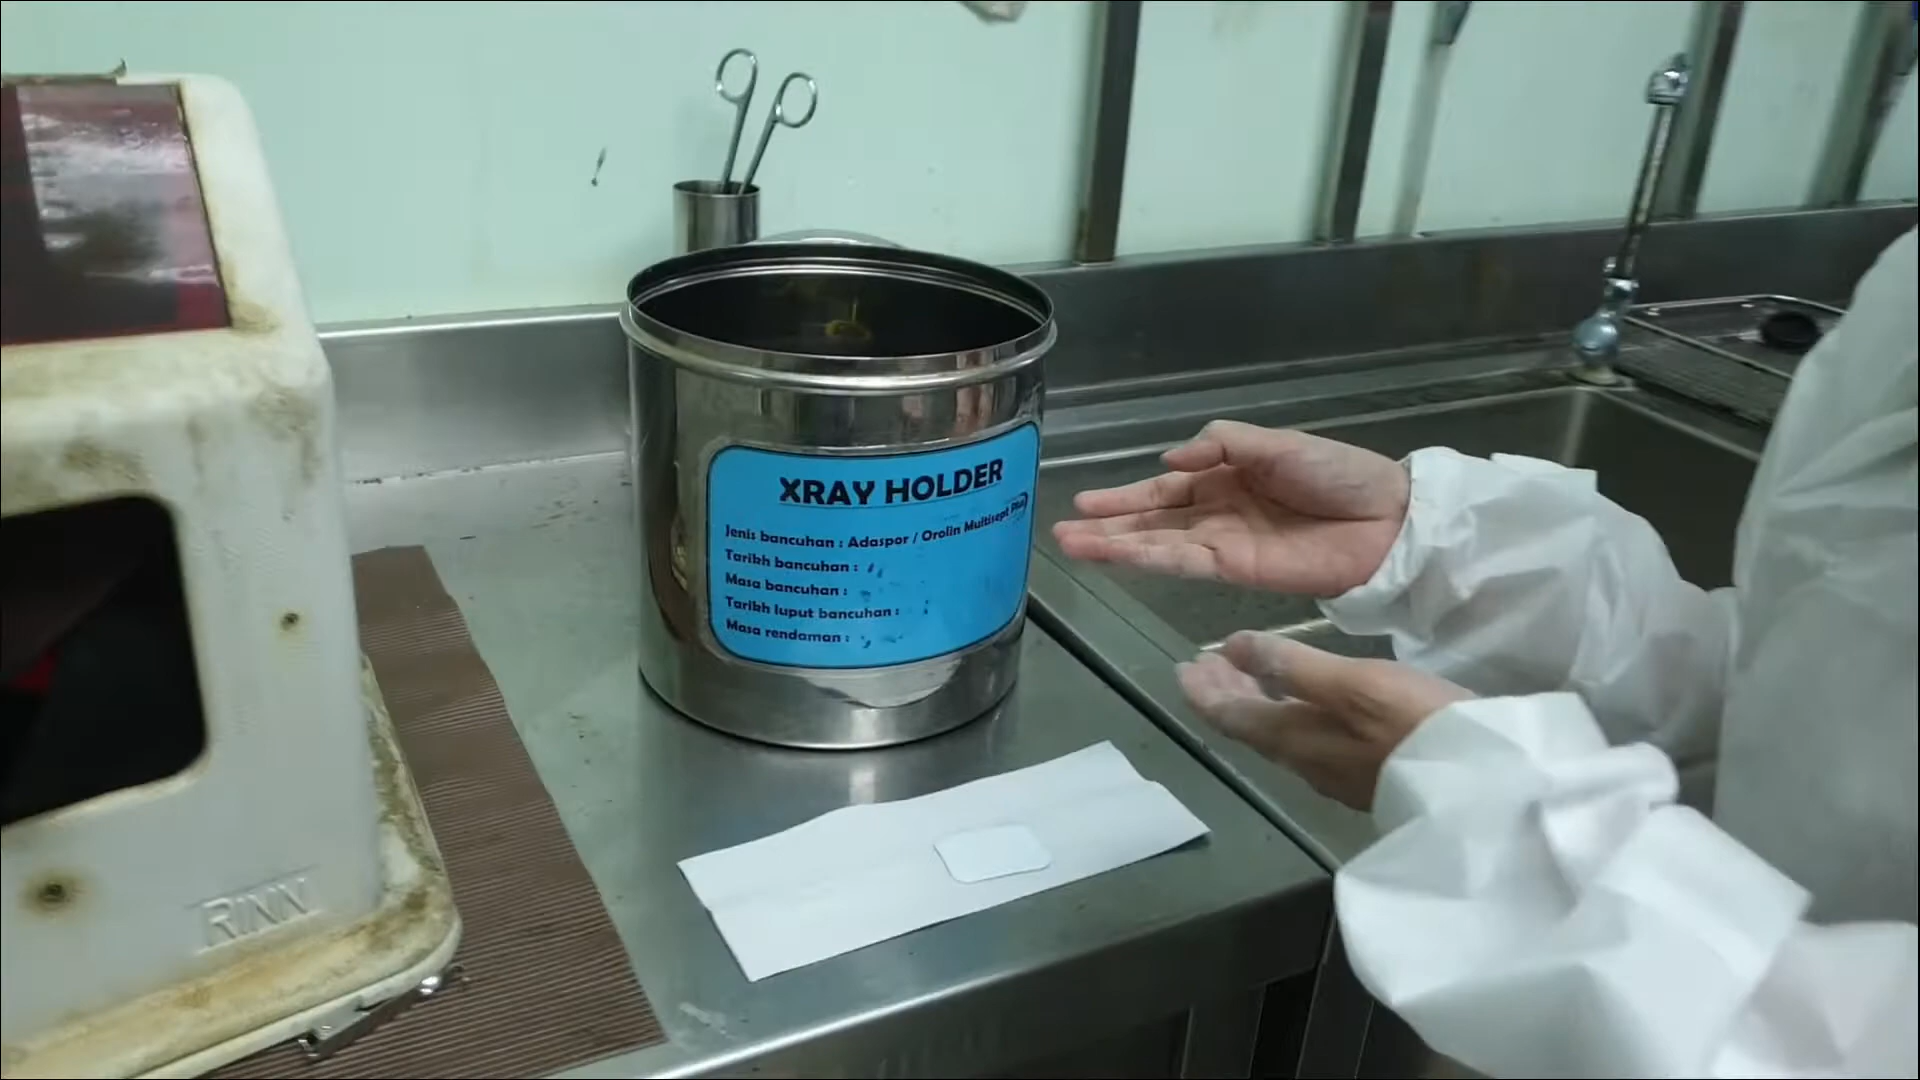 XRAY HOLDER
Jenis bancuhan : Adaspor / Orolin Multisept Plus
Tarikh bancuhan :
Masa bancuhan :
Tarikh luput bancuhan :
Masa rendaman :
RINN